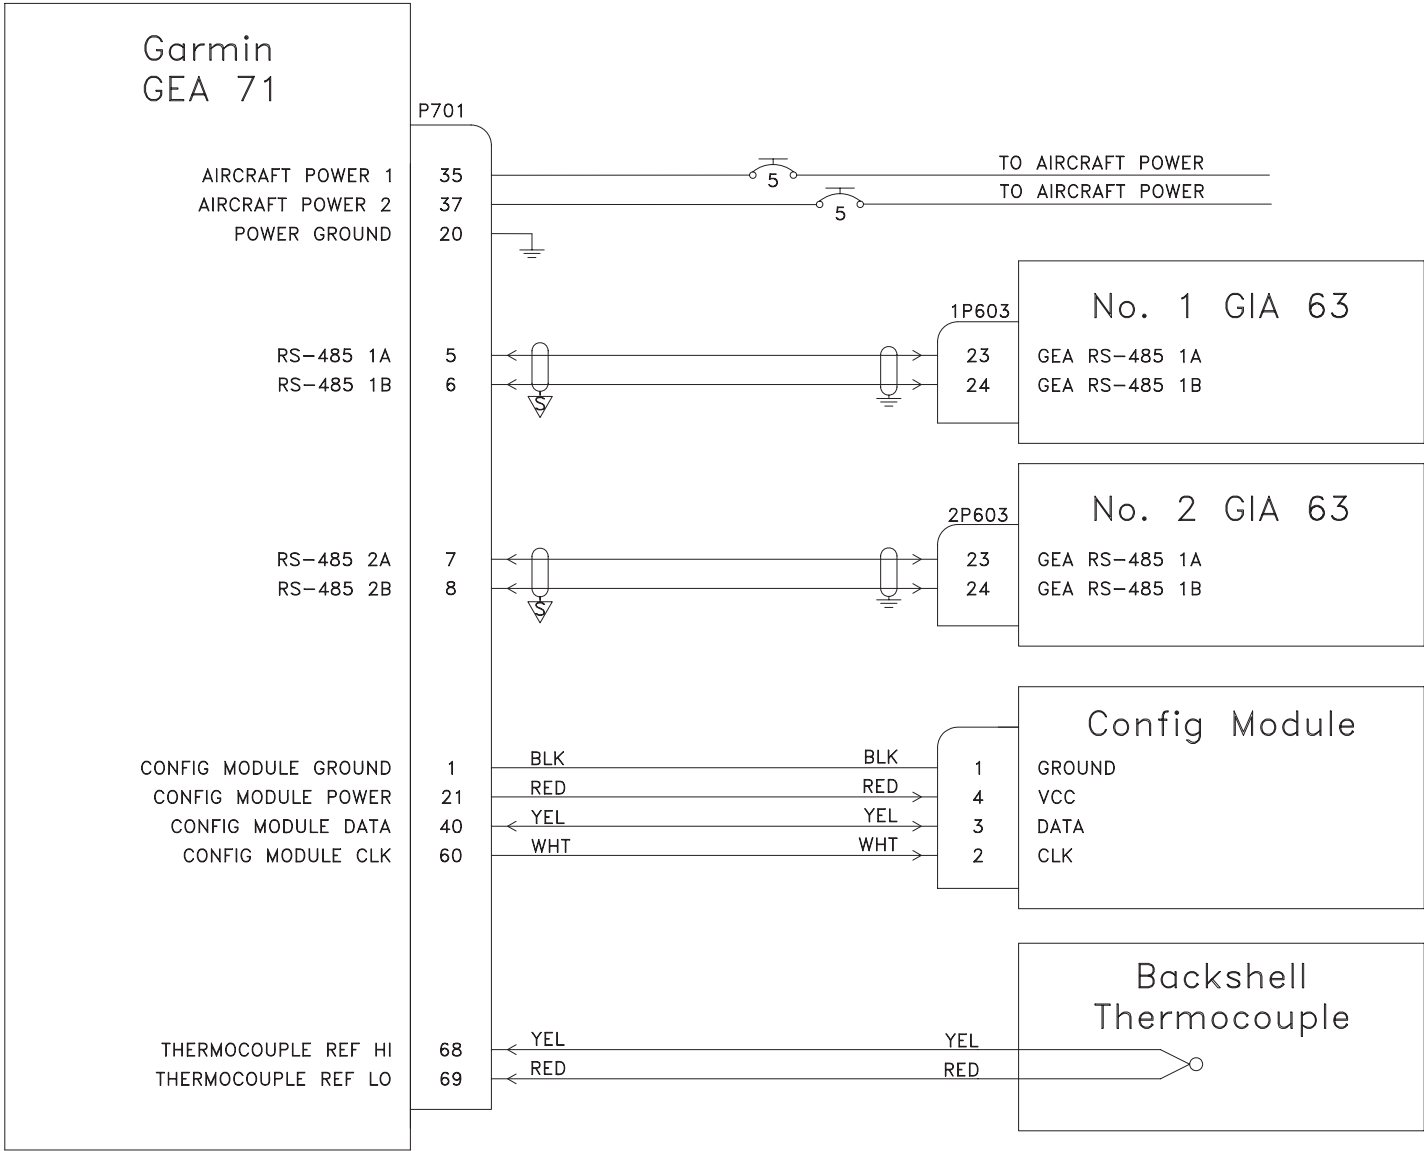 Garmin
GEA 71
P701
AIRCRAFT POWER 1 35 5 TO AIRCRAFT POWER
AIRCRAFT POWER 2 37 5 TO AIRCRAFT POWER
POWER GROUND 20
No. 1 GIA 63
1P603
RS-485 1A 5 23 GEA RS-485 1A
RS-485 1B 6 24 GEA RS-485 1B
S
No. 2 GIA 63
2P603
RS-485 2A 7 23 GEA RS-485 1A
RS-485 2B 8 24 GEA RS-485 1B
S
Config Module
CONFIG MODULE GROUND 1 BLK BLK 1 GROUND
CONFIG MODULE POWER 21 RED RED 4 VCC
CONFIG MODULE DATA 40 YEL YEL 3 DATA
CONFIG MODULE CLK 60 WHT WHT 2 CLK
Backshell
Thermocouple
THERMOCOUPLE REF HI 68 YEL YEL
THERMOCOUPLE REF LO 69 RED RED